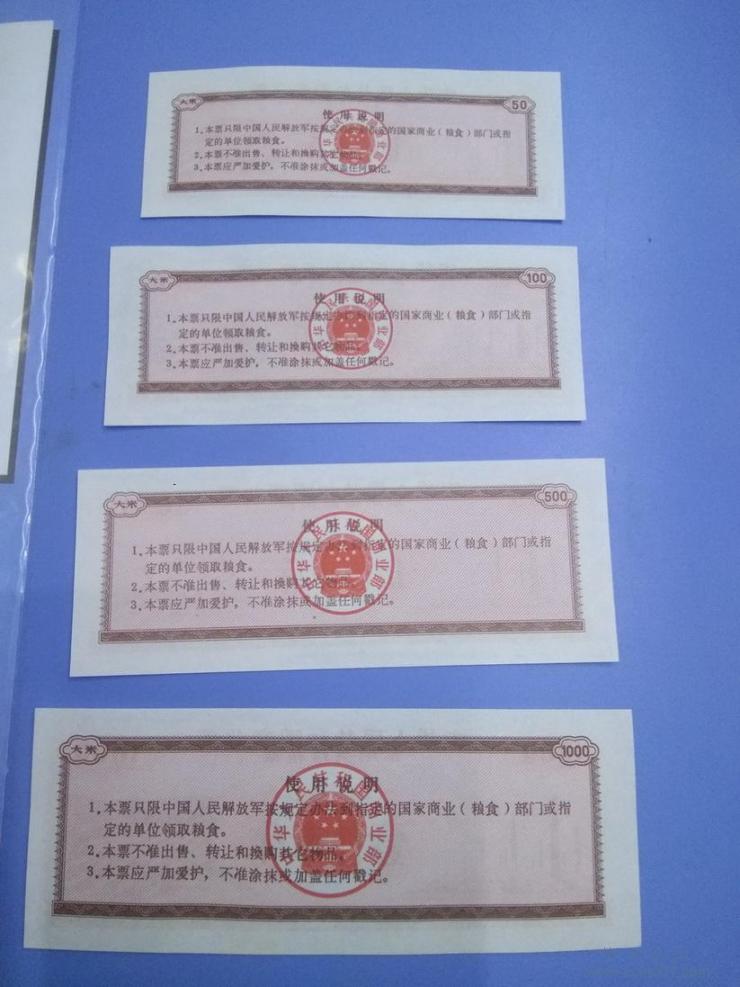 大米 50
使用说明
1.本票只限中国人民解放军按规定办法到指定的国家商业(粮食)部门或指
定的单位领取粮食。
2.本票不准出售、转让和换购其它物品。
3.本票应严加爱护,不准涂抹或加盖任何戳记。
大米 100
使用说明
1.本票只限中国人民解放军按规定办法到指定的国家商业(粮食)部门或指
定的单位领取粮食。
2.本票不准出售、转让和换购其它物品。
3.本票应严加爱护,不准涂抹或加盖任何戳记。
大米 500
使用说明
1.本票只限中国人民解放军按规定办法到指定的国家商业(粮食)部门或指
定的单位领取粮食。
2.本票不准出售、转让和换购其它物品。
3.本票应严加爱护,不准涂抹或加盖任何戳记。
大米 1000
使用说明
1.本票只限中国人民解放军按规定办法到指定的国家商业(粮食)部门或指
定的单位领取粮食。
2.本票不准出售、转让和换购其它物品。
3.本票应严加爱护,不准涂抹或加盖任何戳记。